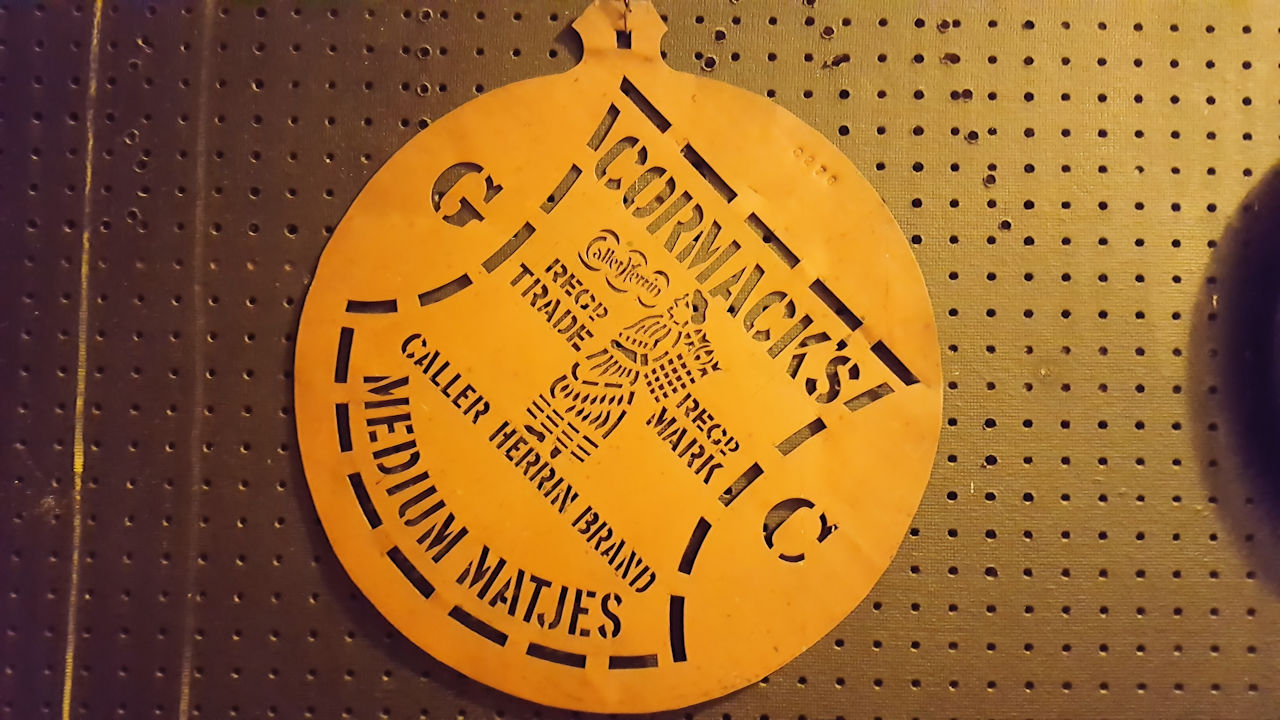 CORMACK'S
G
Caller Herrin
REGD
TRADE
REGD
MARK
C
CALLER HERRIN BRAND
MEDIUM MATJES